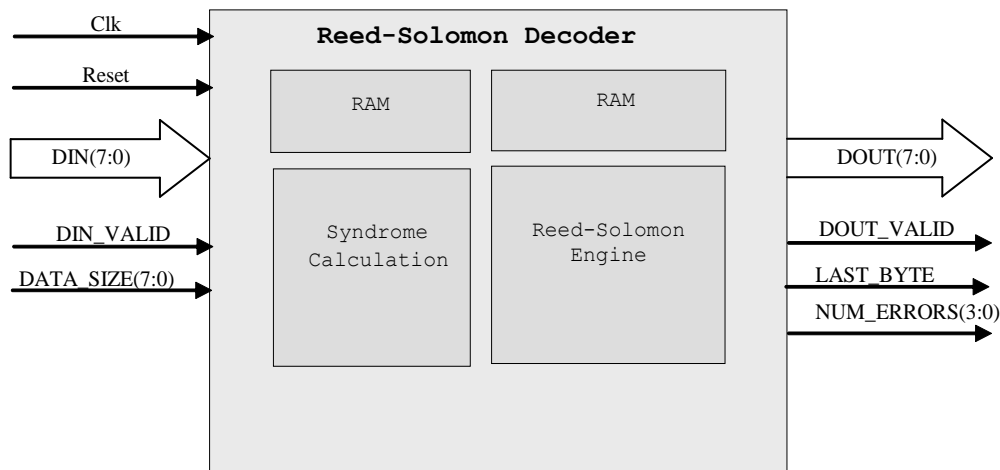 Clk
Reed-Solomon Decoder
Reset
RAM
RAM
DIN(7:0)
DOUT(7:0)
DIN_VALID
Syndrome
Calculation
Reed-Solomon
Engine
DOUT_VALID
DATA_SIZE(7:0)
LAST_BYTE
NUM_ERRORS(3:0)